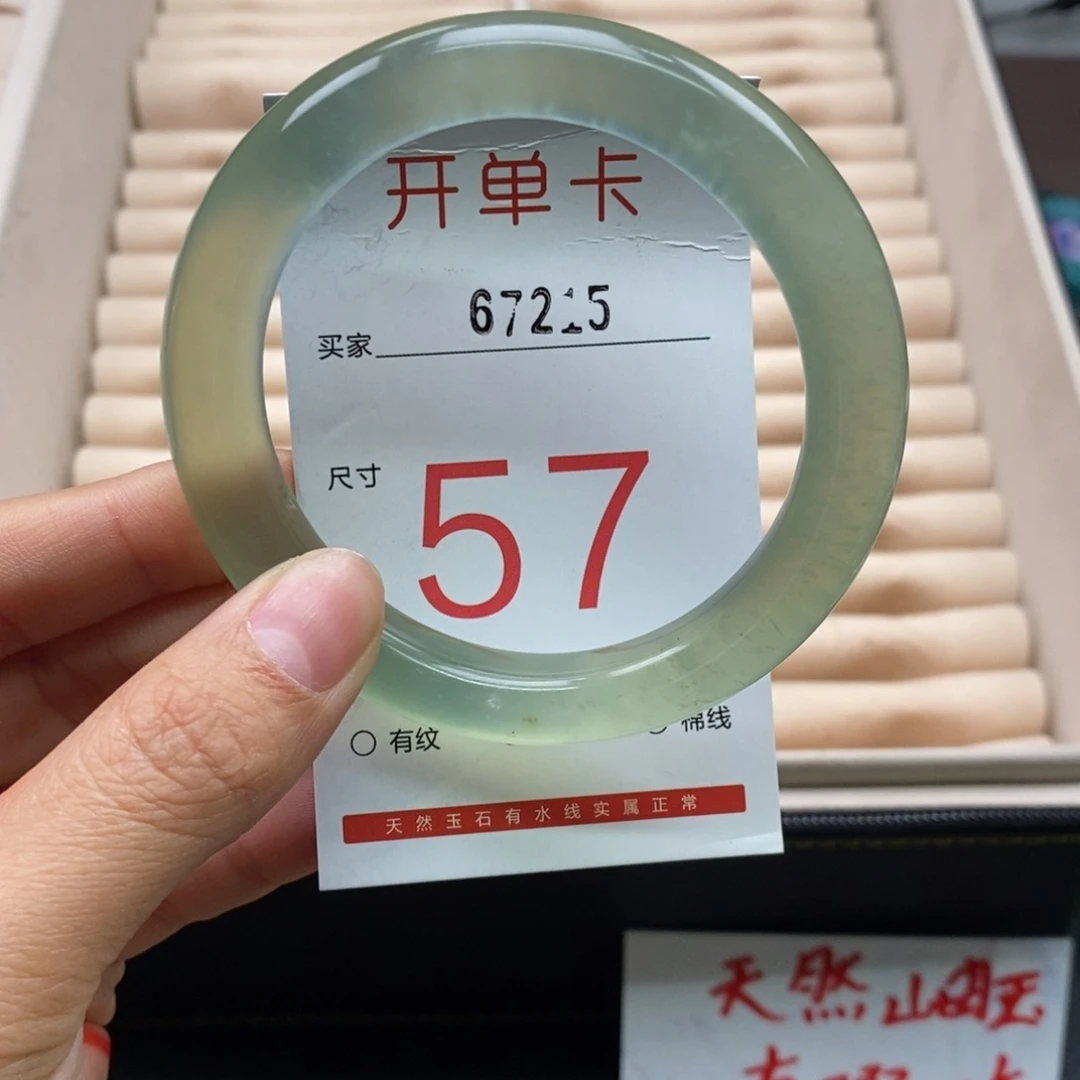 开单卡
买家 67215
尺寸 57
有纹 棉线
天然玉石有水线实属正常
天然